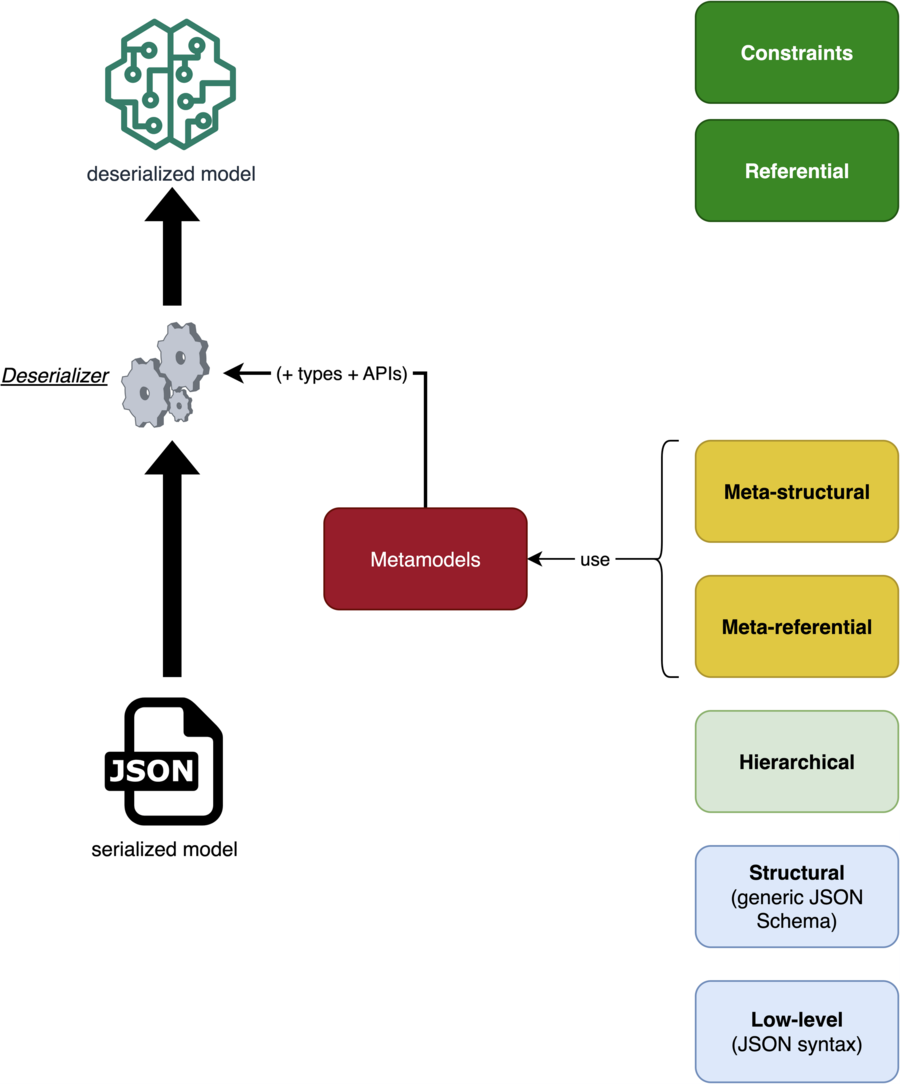 Constraints
deserialized model
Referential
Deserializer
(+ types + APIs)
Meta-structural
Metamodels
use
Meta-referential
Hierarchical
JSON
serialized model
Structural
(generic JSON
Schema)
Low-level
(JSON syntax)